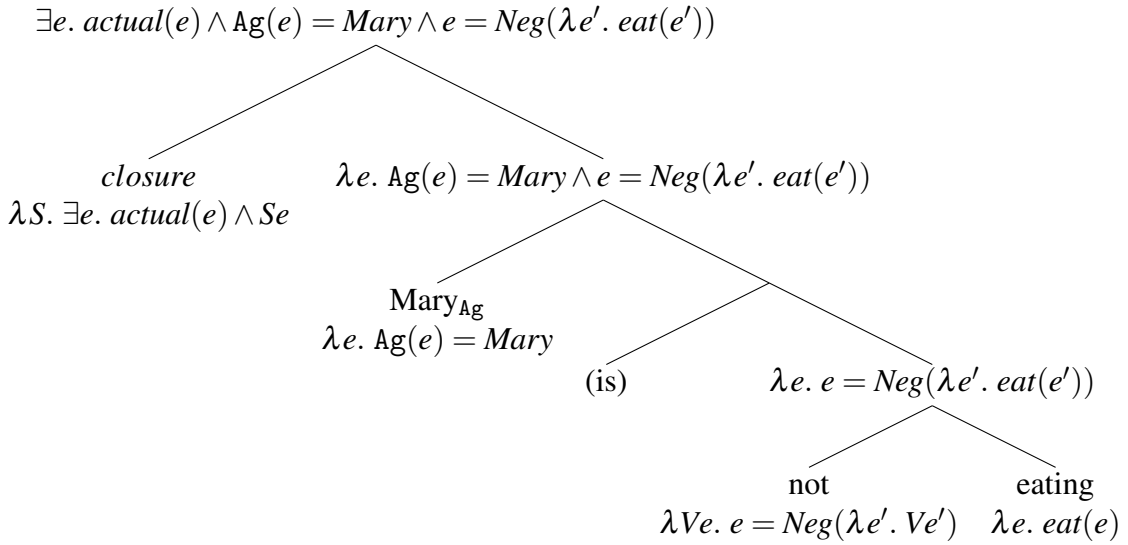 ∃e. actual(e) ∧ Ag(e) = Mary ∧ e = Neg(λe′. eat(e′))
closure
λS. ∃e. actual(e) ∧ Se
λe. Ag(e) = Mary ∧ e = Neg(λe′. eat(e′))
Mary_Ag
λe. Ag(e) = Mary
(is)
λe. e = Neg(λe′. eat(e′))
not
λVe. e = Neg(λe′. Ve′)
eating
λe. eat(e)